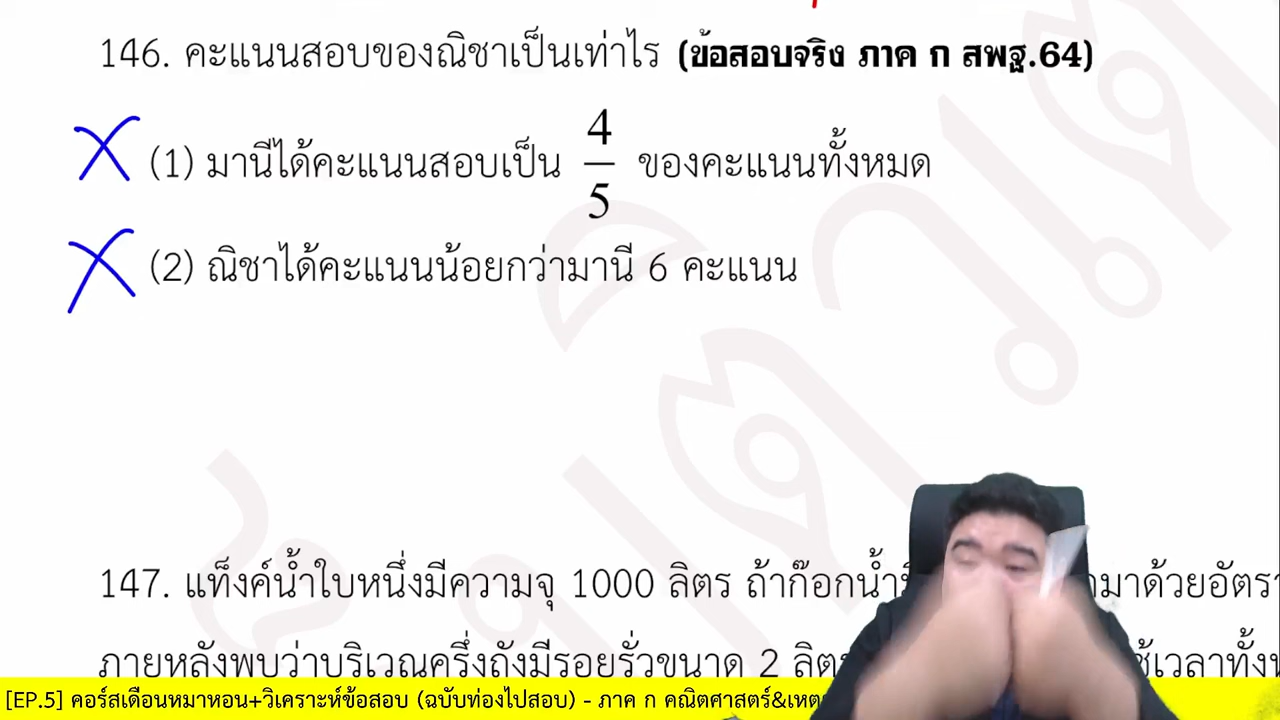 146. คะแนนสอบของณิชาเป็นเท่าไร (ข้อสอบจริง ภาค ก สพฐ.64)
(1) มานีได้คะแนนสอบเป็น 4/5 ของคะแนนทั้งหมด
(2) ณิชาได้คะแนนน้อยกว่ามานี 6 คะแนน
147. แท็งค์น้ำใบหนึ่งมีความจุ 1000 ลิตร ถ้าก๊อกน้ำ มาด้วยอัตรา
ภายหลังพบว่าบริเวณครึ่งถังมีรอยรั่วขนาด 2 ลิตร
[EP.5] คอร์สเดือนหมาหอน+วิเคราะห์ข้อสอบ (ฉบับท่องไปสอบ) - ภาค ก คณิตศาสตร์&เหต